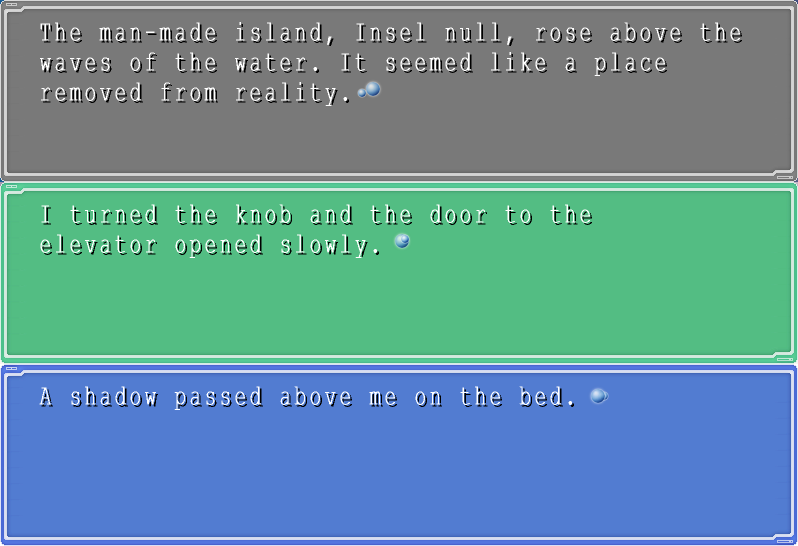 The man-made island, Insel null, rose above the
waves of the water. It seemed like a place
removed from reality.
I turned the knob and the door to the
elevator opened slowly.
A shadow passed above me on the bed.